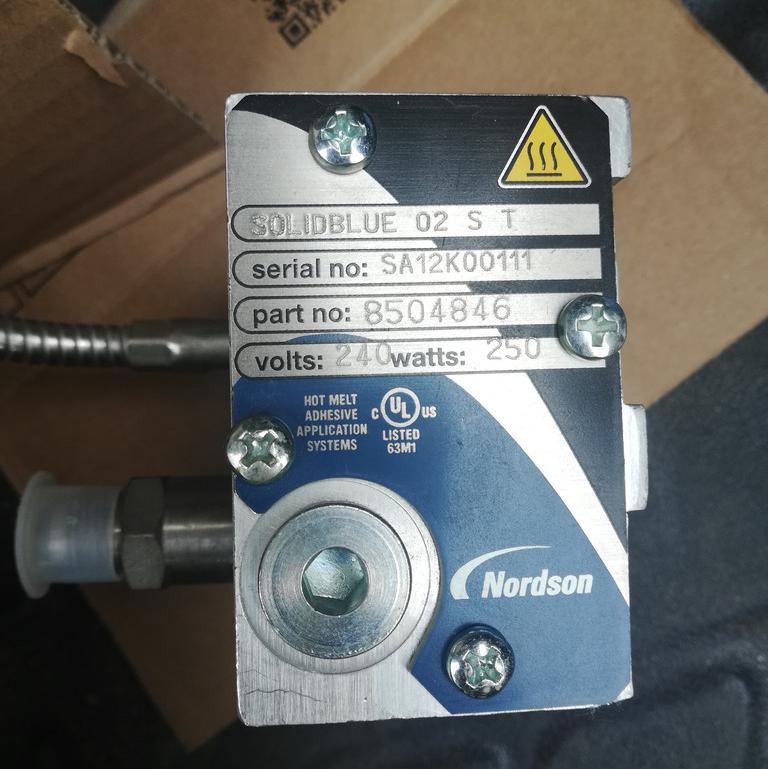 SOLIDBLUE 02 S T
serial no: SA12K00111
part no: 8504846
volts: 240 watts: 250
HOT MELT
ADHESIVE
APPLICATION
SYSTEMS
C UL US
LISTED
63M1
Nordson